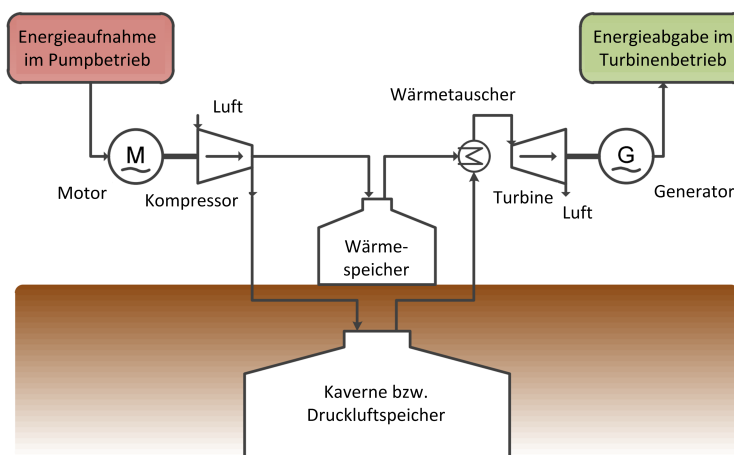 Energieaufnahme
im Pumpbetrieb
Energieabgabe im
Turbinenbetrieb
Luft
Wärmetauscher
M
G
Motor
Kompressor
Turbine
Luft
Generator
Wärme-
speicher
Kaverne bzw.
Druckluftspeicher